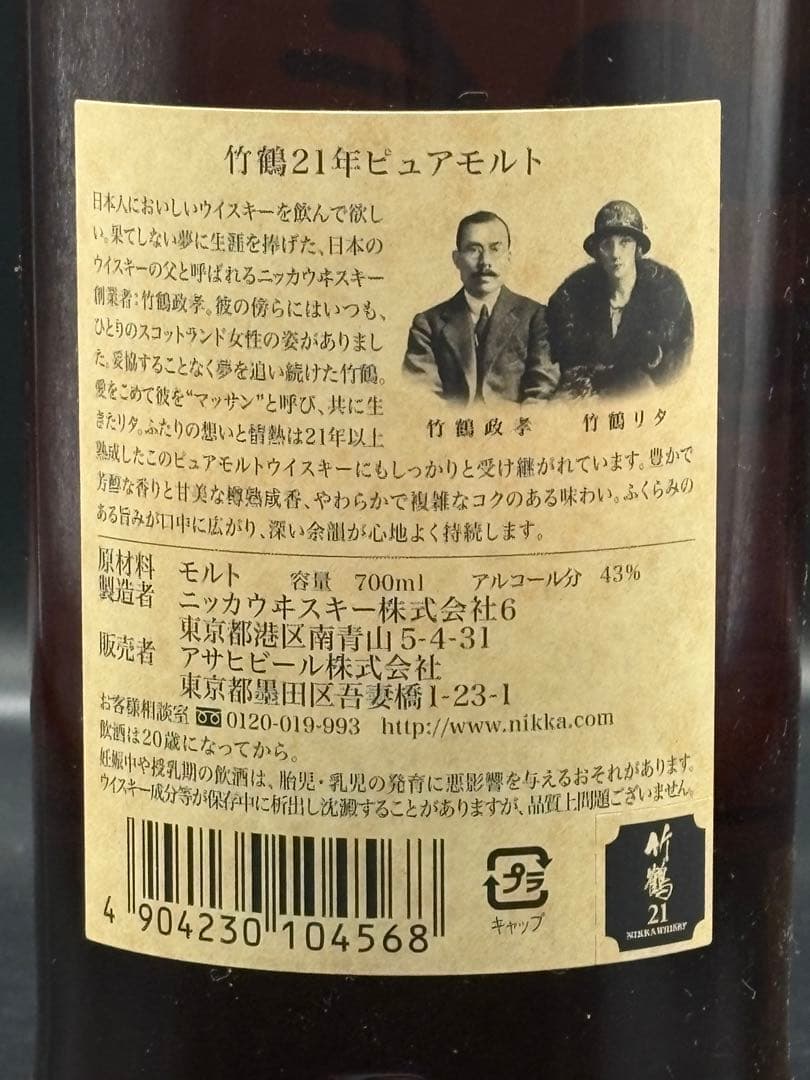 竹鶴21年ピュアモルト
日本人においしいウイスキーを飲んで欲し
い。果てしない夢に生涯を捧げた、日本の
ウイスキーの父と呼ばれるニッカウヰスキー
創業者:竹鶴政孝。彼の傍らにはいつも、
ひとりのスコットランド女性の姿がありまし
た。妥協することなく夢を追い続けた竹鶴。
愛をこめて彼を“マッサン”と呼び、共に生
きたリタ。ふたりの想いと情熱は21年以上
熟成したこのピュアモルトウイスキーにもしっかりと受け継がれています。豊かで
芳醇な香りと甘美な樽熟成香、やわらかで複雑なコクのある味わい。ふくらみの
ある旨みが口中に広がり、深い余韻が心地よく持続します。
竹鶴政孝 竹鶴リタ
原材料 モルト 容量 700ml アルコール分 43%
製造者 ニッカウヰスキー株式会社6
東京都港区南青山5-4-31
販売者 アサヒビール株式会社
東京都墨田区吾妻橋1-23-1
お客様相談室 0120-019-993 http://www.nikka.com
飲酒は20歳になってから。
妊娠中や授乳期の飲酒は、胎児・乳児の発育に悪影響を与えるおそれがあります。
ウイスキー成分等が保存中に析出し沈澱することがありますが、品質上問題ございません。
4 904230 104568
プラ
キャップ
竹鶴
21
NIKKA WHISKY